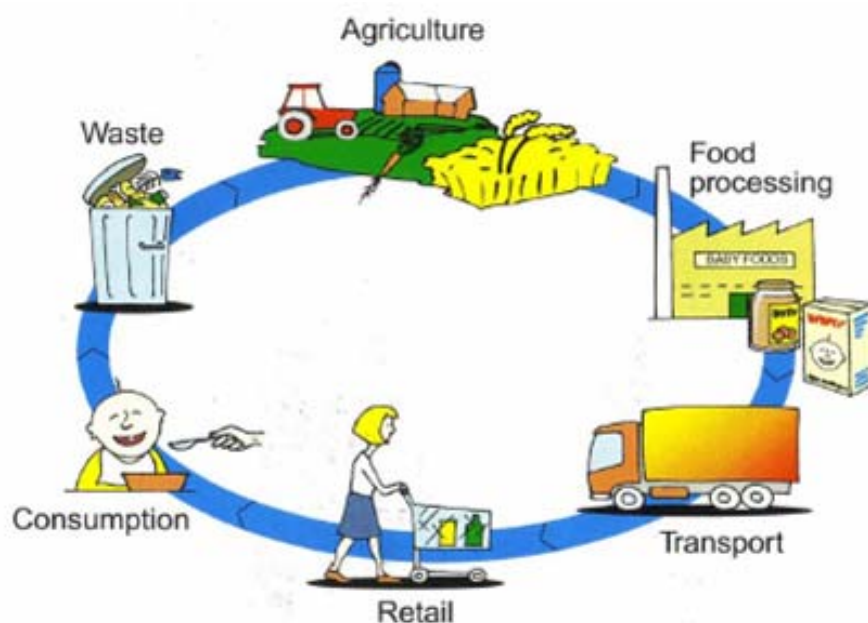 Agriculture
Waste
Food
processing
BABY FOODS
Transport
Consumption
Retail